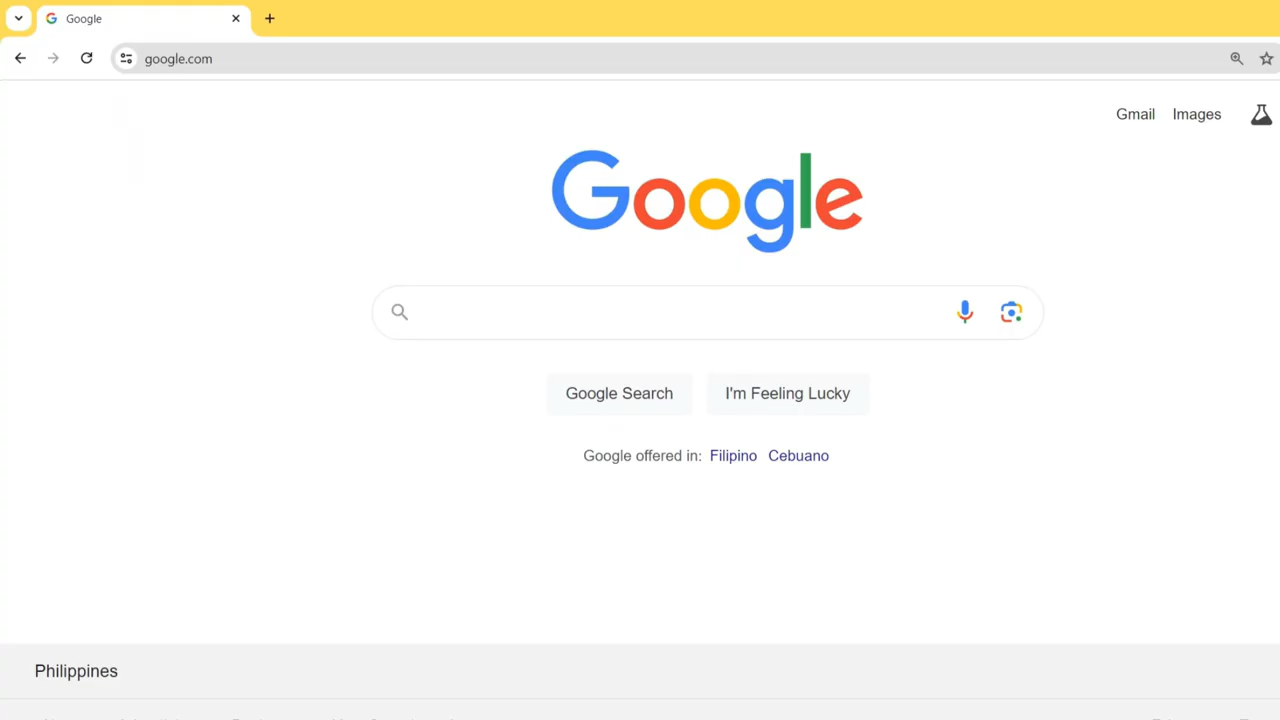 Google
google.com
Gmail Images
Google
Google Search I'm Feeling Lucky
Google offered in: Filipino Cebuano
Philippines